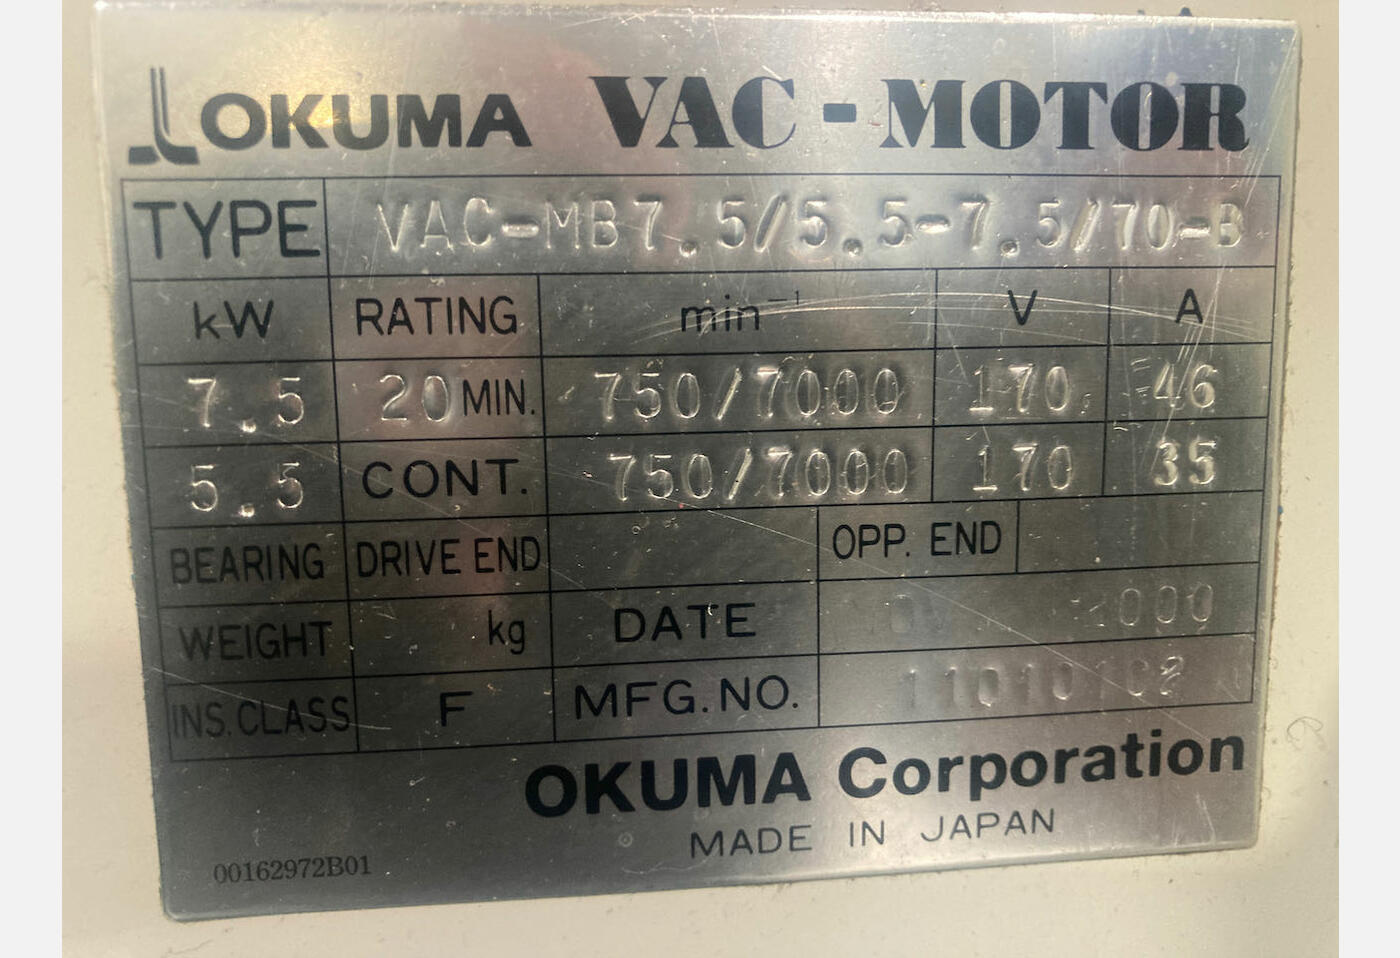 OKUMA VAC-MOTOR
TYPE VAC-MB7.5/5.5-7.5/70-B
kW RATING min⁻¹ V A
7.5 20 MIN. 750/7000 170 46
5.5 CONT. 750/7000 170 35
BEARING DRIVE END OPP. END
WEIGHT kg DATE
INS. CLASS F MFG.NO. 11010102
OKUMA Corporation
MADE IN JAPAN
00162972B01